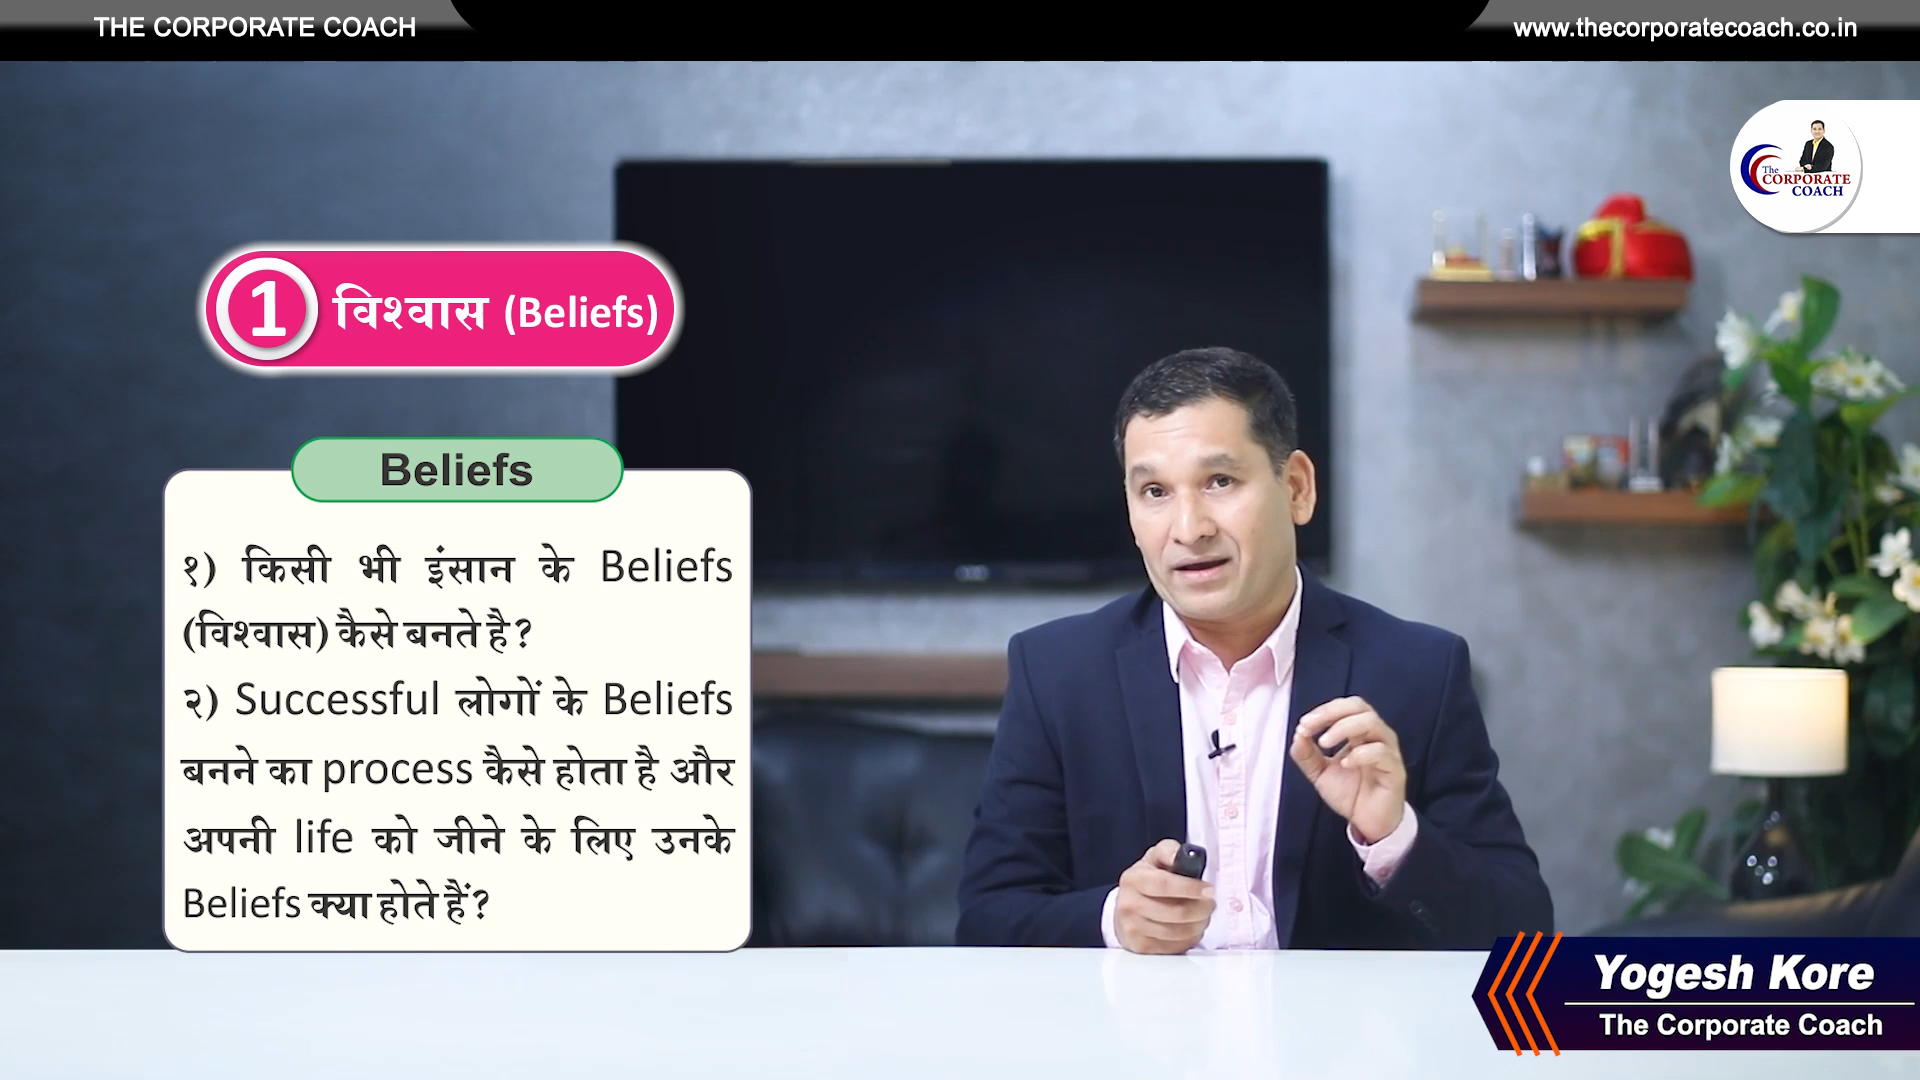 THE CORPORATE COACH
www.thecorporatecoach.co.in
The
CORPORATE
COACH
1 विश्वास (Beliefs)
Beliefs
१) किसी भी इंसान के Beliefs
(विश्वास) कैसे बनते है?
२) Successful लोगों के Beliefs
बनने का process कैसे होता है और
अपनी life को जीने के लिए उनके
Beliefs क्या होते हैं?
Yogesh Kore
The Corporate Coach